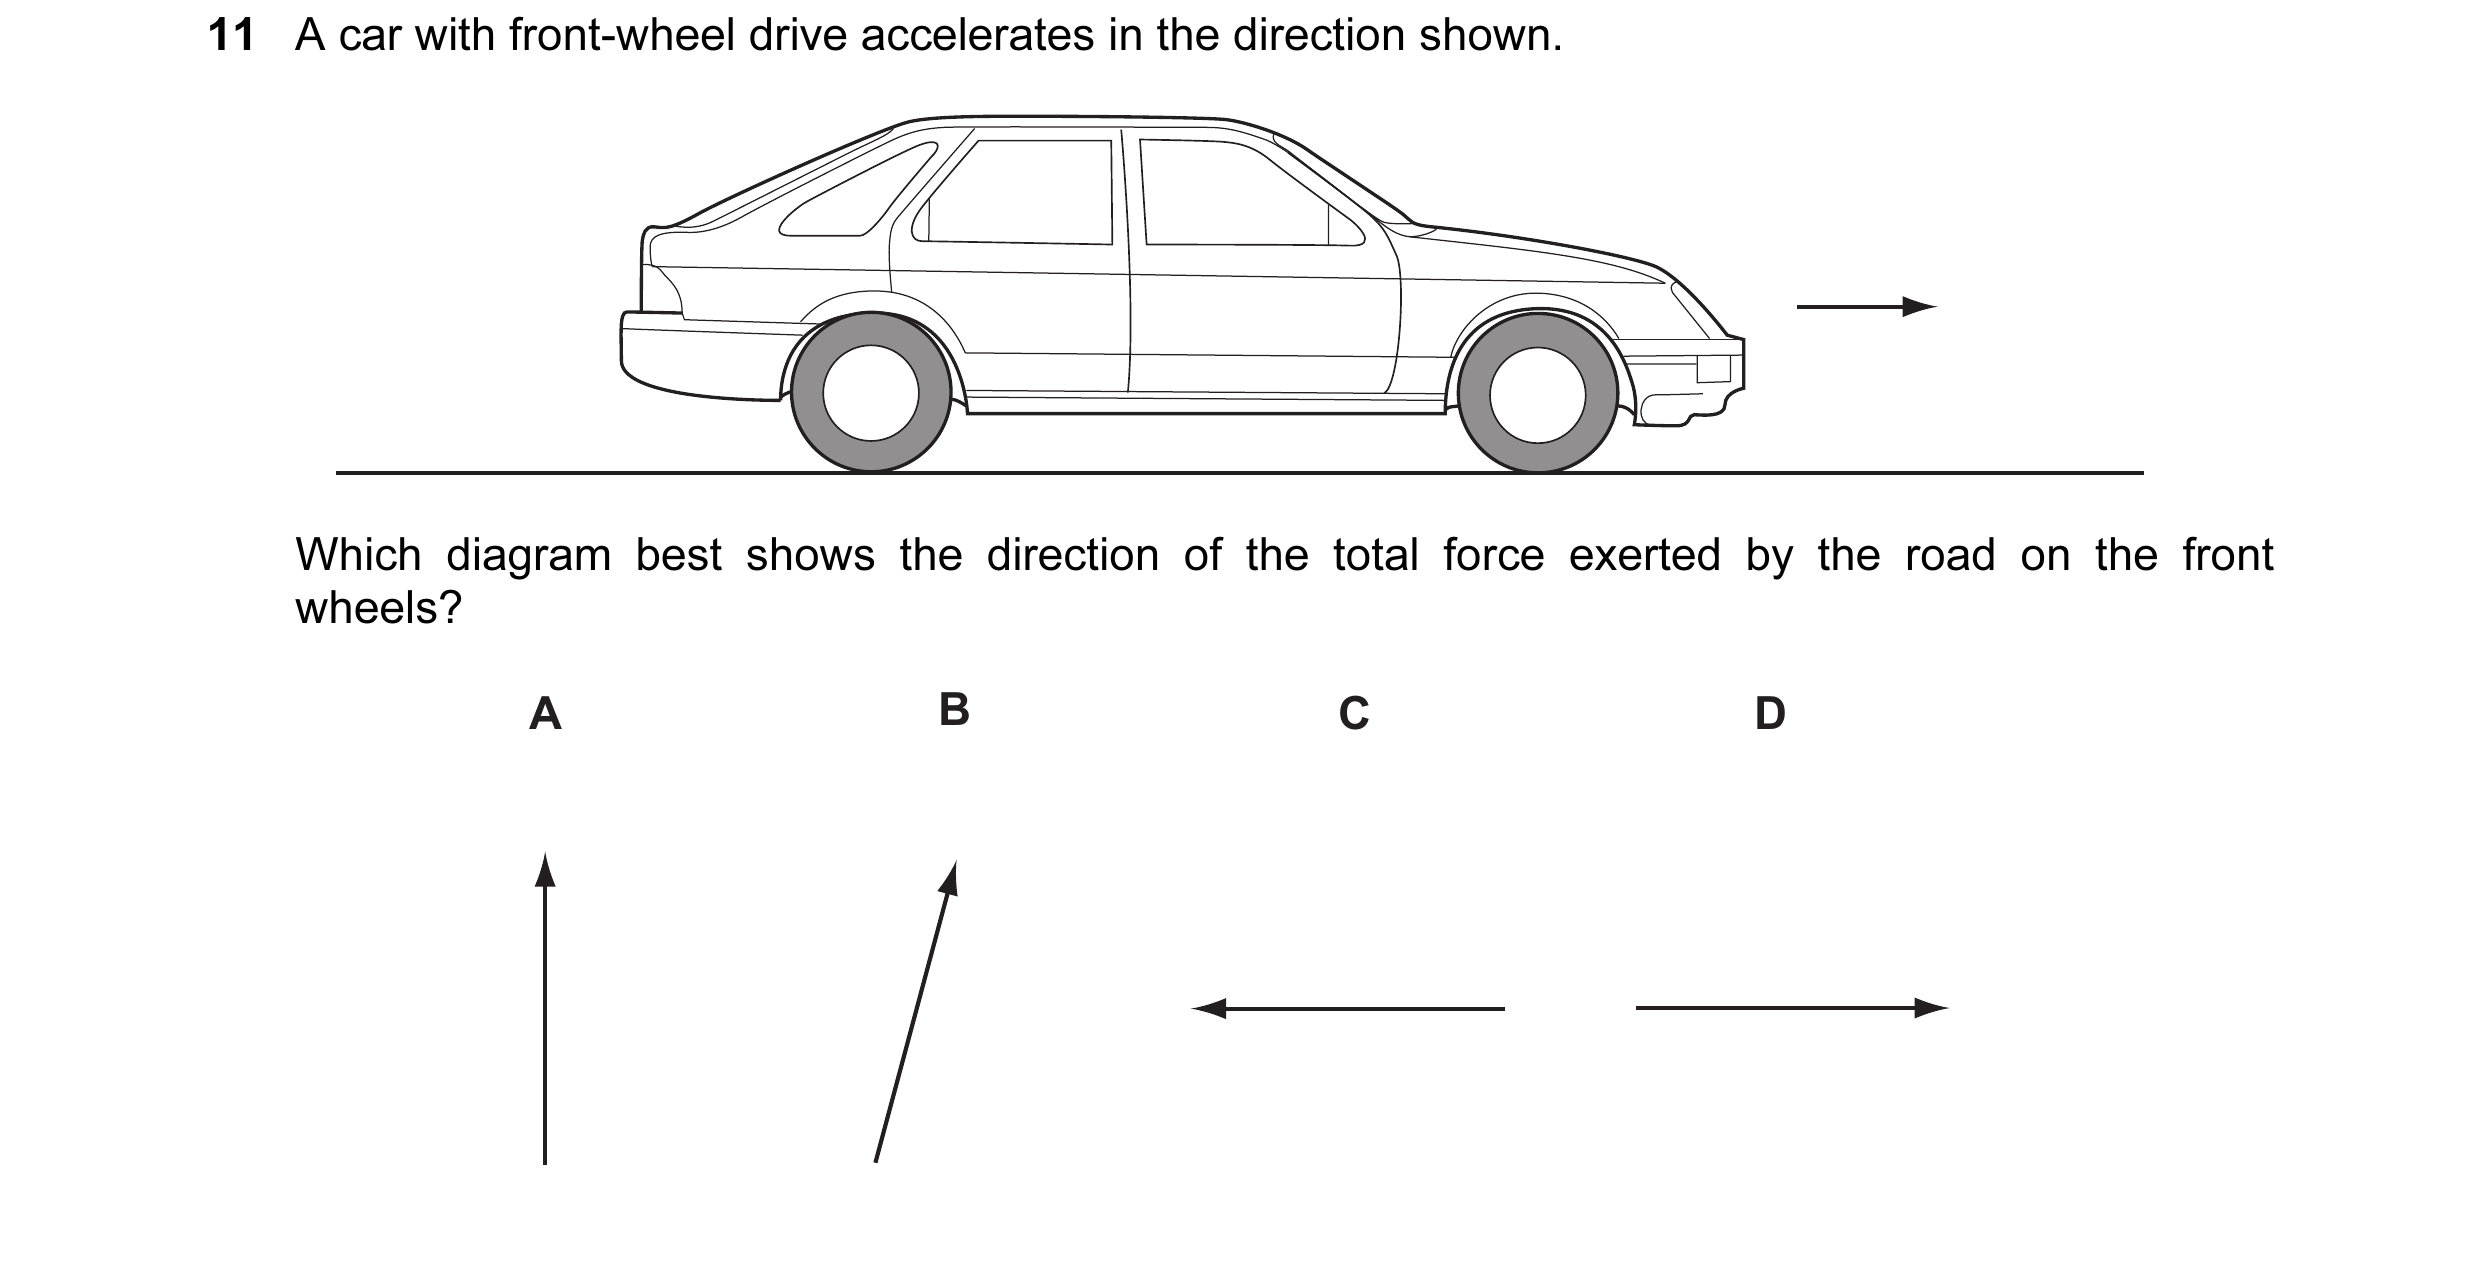 11 A car with front-wheel drive accelerates in the direction shown.
Which diagram best shows the direction of the total force exerted by the road on the front
wheels?
A B C D